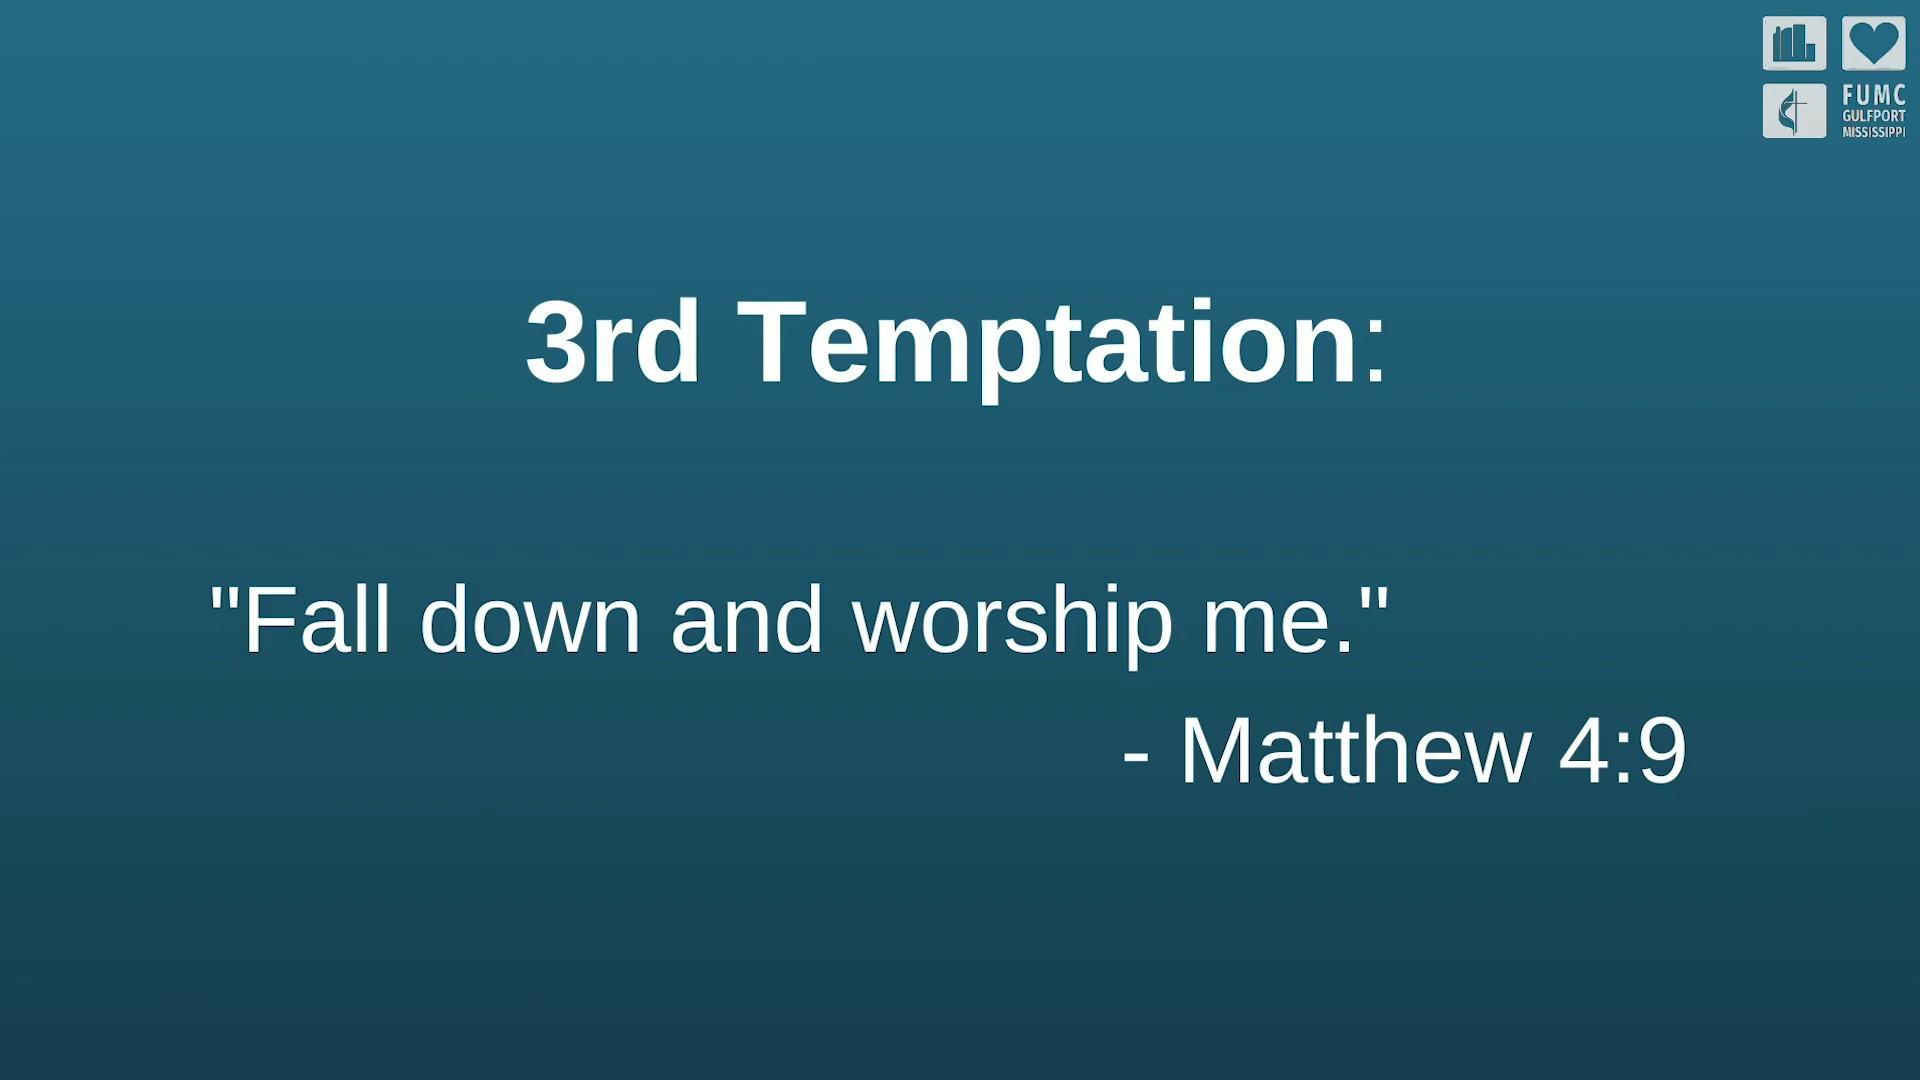 FUMC
GULFPORT
MISSISSIPPI
3rd Temptation:
"Fall down and worship me."
- Matthew 4:9